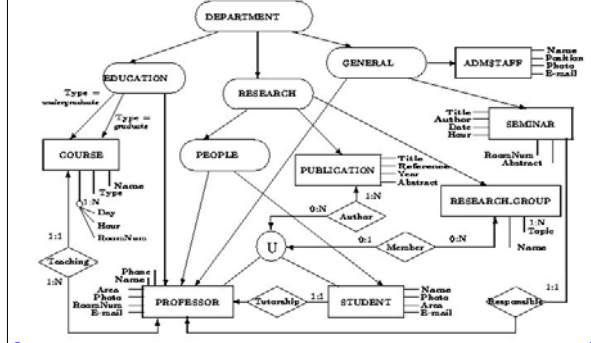 DEPARTMENT
GENERAL
ADMSTAFF
Name
Position
Photo
E-mail
EDUCATION
RESEARCH
Type =
undergraduate
Type =
graduate
Title
Author
Date
Hour
SEMINAR
RoomNum
Abstract
COURSE
PEOPLE
PUBLICATION
Title
Reference
Year
Abstract
Name
Type
1:N
Day
Hour
RoomNum
RESEARCH.GROUP
1:N
Topic
Name
0:N
Author
1:N
1:1
Teaching
1:N
U
0:1
Member
0:N
Phone
Name
Area
Photo
RoomNum
E-mail
PROFESSOR
Tutorship
1:1
STUDENT
Name
Photo
Area
E-mail
Responsible
1:1